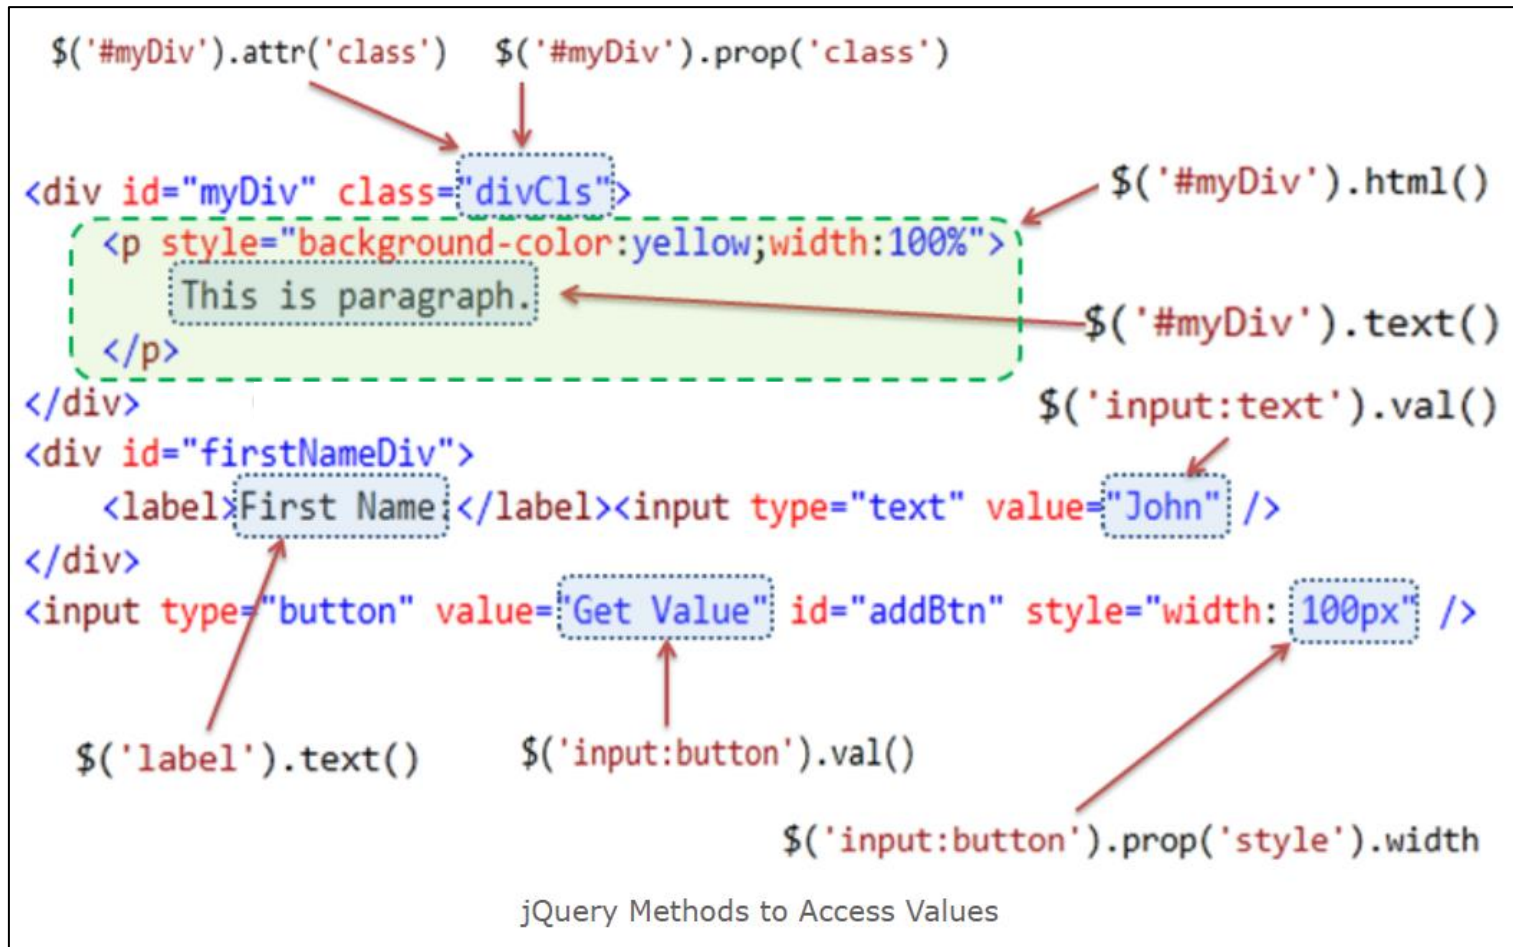 $('#myDiv').attr('class') $('#myDiv').prop('class')
<div id="myDiv" class="divCls">
$('#myDiv').html()
<p style="background-color:yellow;width:100%">
This is paragraph.
$('#myDiv').text()
</p>
</div>
$('input:text').val()
<div id="firstNameDiv">
<label>First Name:</label><input type="text" value="John" />
</div>
<input type="button" value="Get Value" id="addBtn" style="width: 100px" />
$('label').text() $('input:button').val()
$('input:button').prop('style').width
jQuery Methods to Access Values